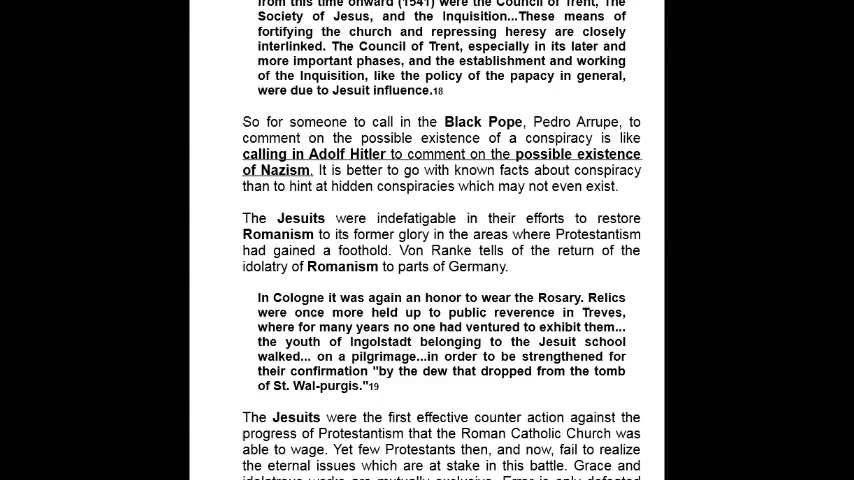 from this time onward (1541) were the Council of Trent, The
Society of Jesus, and the Inquisition...These means of
fortifying the church and repressing heresy are closely
interlinked. The Council of Trent, especially in its later and
more important phases, and the establishment and working
of the Inquisition, like the policy of the papacy in general,
were due to Jesuit influence.18
So for someone to call in the Black Pope, Pedro Arrupe, to
comment on the possible existence of a conspiracy is like
calling in Adolf Hitler to comment on the possible existence
of Nazism. It is better to go with known facts about conspiracy
than to hint at hidden conspiracies which may not even exist.
The Jesuits were indefatigable in their efforts to restore
Romanism to its former glory in the areas where Protestantism
had gained a foothold. Von Ranke tells of the return of the
idolatry of Romanism to parts of Germany.
In Cologne it was again an honor to wear the Rosary. Relics
were once more held up to public reverence in Treves,
where for many years no one had ventured to exhibit them...
the youth of Ingolstadt belonging to the Jesuit school
walked... on a pilgrimage...in order to be strengthened for
their confirmation "by the dew that dropped from the tomb
of St. Wal-purgis."19
The Jesuits were the first effective counter action against the
progress of Protestantism that the Roman Catholic Church was
able to wage. Yet few Protestants then, and now, fail to realize
the eternal issues which are at stake in this battle. Grace and
idolatrous works are mutually exclusive. Error is only defeated